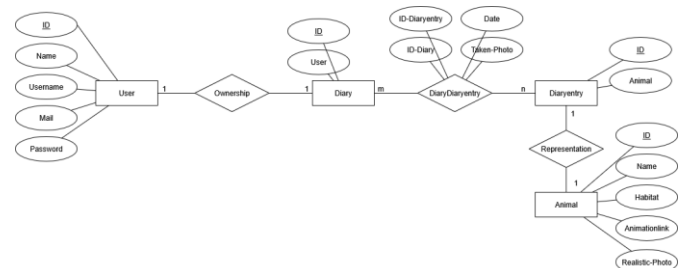 ID
Name
Username
Mail
Password
User
1
Ownership
1
ID
User
Diary
m
ID-Diaryentry
Date
ID-Diary
Taken-Photo
DiaryDiaryentry
n
Diaryentry
ID
Animal
1
Representation
1
Animal
ID
Name
Habitat
Animationlink
Realistic-Photo